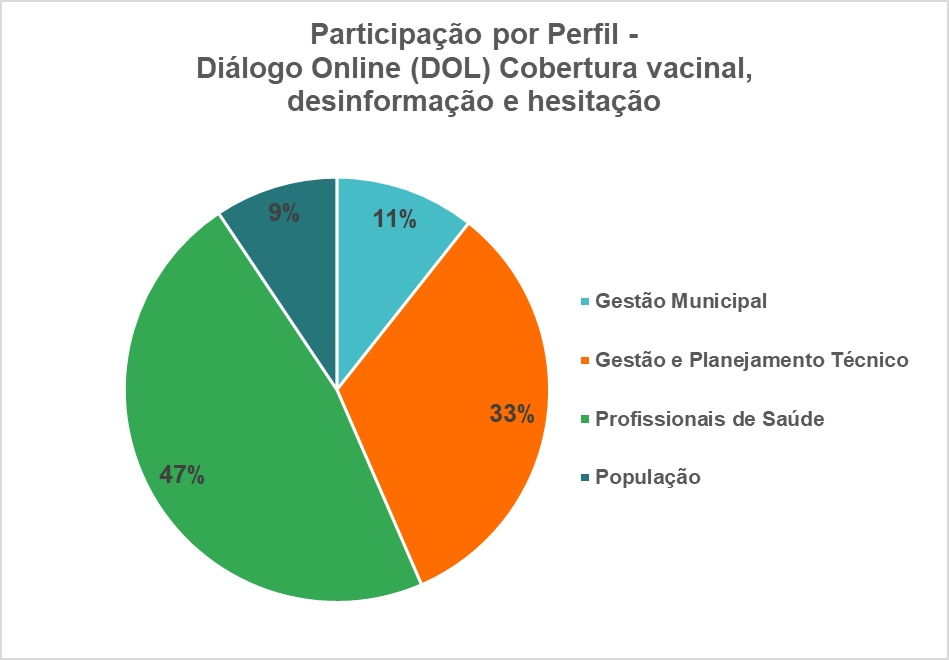 Participação por Perfil -
Diálogo Online (DOL) Cobertura vacinal,
desinformação e hesitação
9%
11%
33%
47%
Gestão Municipal
Gestão e Planejamento Técnico
Profissionais de Saúde
População